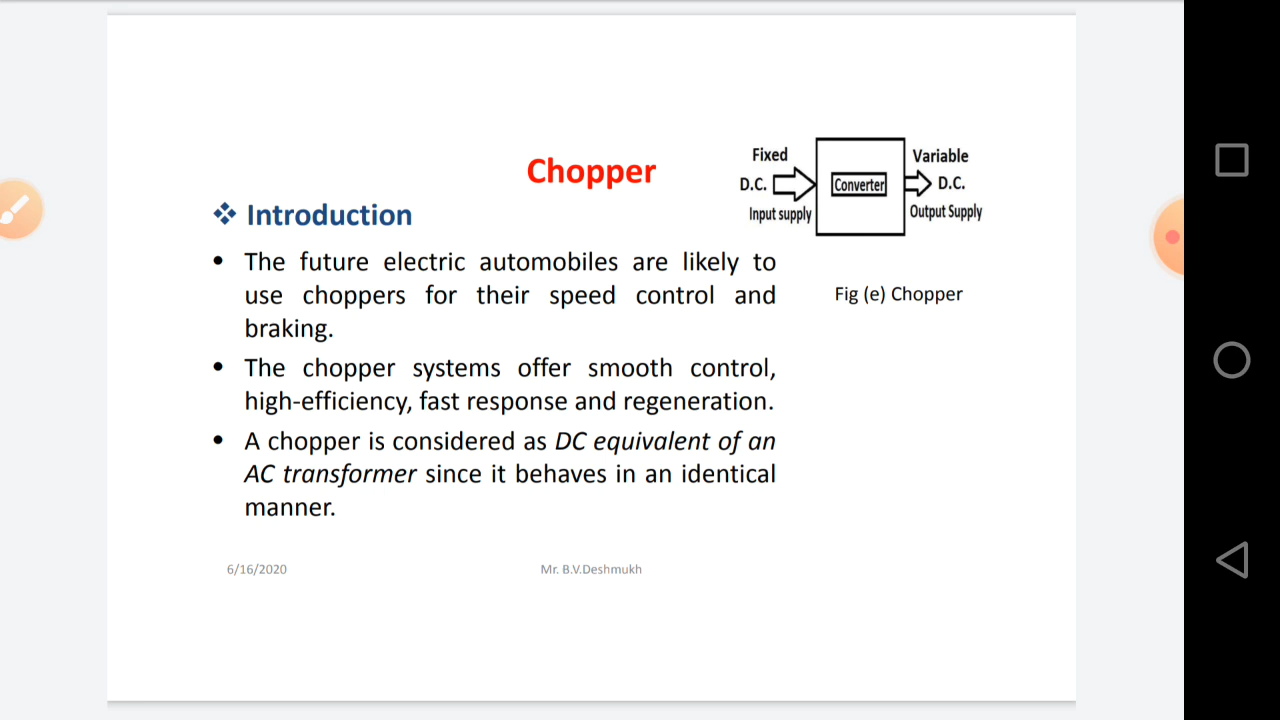 Chopper
❖ Introduction
• The future electric automobiles are likely to
use choppers for their speed control and
braking.
• The chopper systems offer smooth control,
high-efficiency, fast response and regeneration.
• A chopper is considered as DC equivalent of an
AC transformer since it behaves in an identical
manner.
Fixed
D.C.
Input supply
Converter
Variable
D.C.
Output Supply
Fig (e) Chopper
6/16/2020
Mr. B.V.Deshmukh